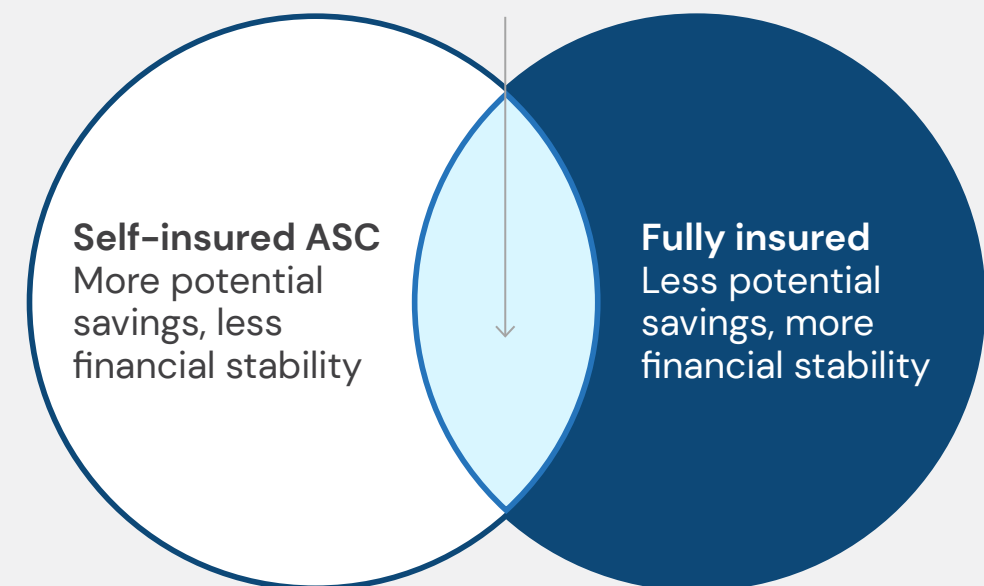 Self-insured ASC
More potential
savings, less
financial stability
Fully insured
Less potential
savings, more
financial stability